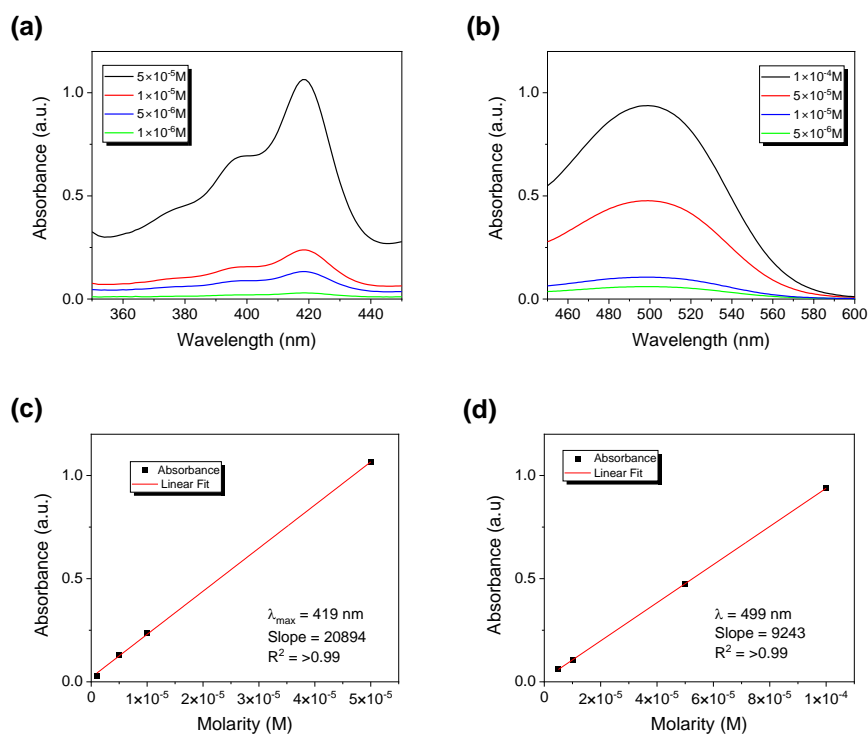 (a)
5×10⁻⁵M
1×10⁻⁵M
5×10⁻⁶M
1×10⁻⁶M
Absorbance (a.u.)
1.0
0.5
0.0
360 380 400 420 440
Wavelength (nm)
(b)
1×10⁻⁴M
5×10⁻⁵M
1×10⁻⁵M
5×10⁻⁶M
Absorbance (a.u.)
1.0
0.5
0.0
460 480 500 520 540 560 580 600
Wavelength (nm)
(c)
Absorbance
Linear Fit
Absorbance (a.u.)
1.0
0.5
0.0
λmax = 419 nm
Slope = 20894
R² = >0.99
0 1×10⁻⁵ 2×10⁻⁵ 3×10⁻⁵ 4×10⁻⁵ 5×10⁻⁵
Molarity (M)
(d)
Absorbance
Linear Fit
Absorbance (a.u)
1.0
0.5
0.0
λ = 499 nm
Slope = 9243
R² = >0.99
0 2×10⁻⁵ 4×10⁻⁵ 6×10⁻⁵ 8×10⁻⁵ 1×10⁻⁴
Molarity (M)